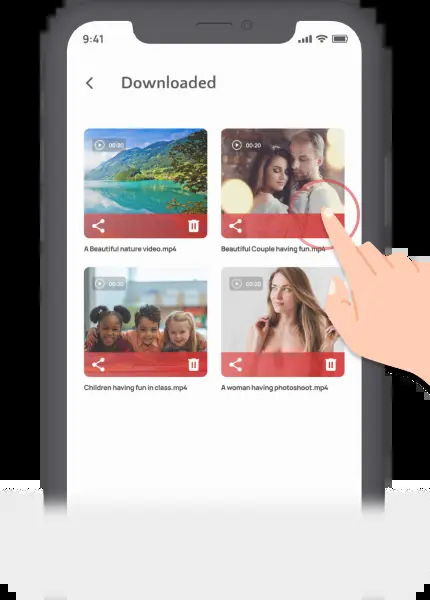 9:41
Downloaded
00:20
00:20
A Beautiful nature video.mp4
Beautiful Couple having fun.mp4
00:20
00:20
Children having fun in class.mp4
A woman having photoshoot.mp4